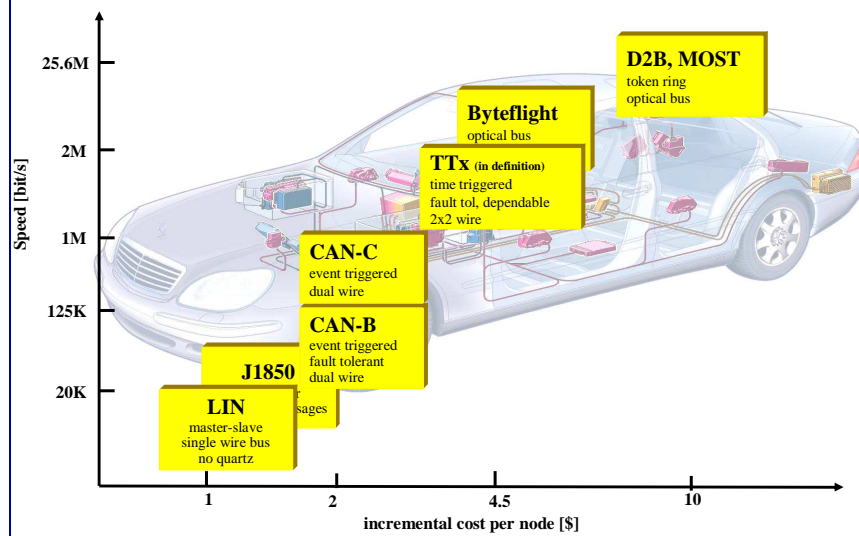 25.6M
2M
1M
125K
20K
Speed [bit/s]
D2B, MOST
token ring
optical bus
Byteflight
optical bus
TTx (in definition)
time triggered
fault tol, dependable
2x2 wire
CAN-C
event triggered
dual wire
CAN-B
event triggered
fault tolerant
dual wire
J1850
LIN
master-slave
single wire bus
no quartz
1
2
4.5
10
incremental cost per node [$]